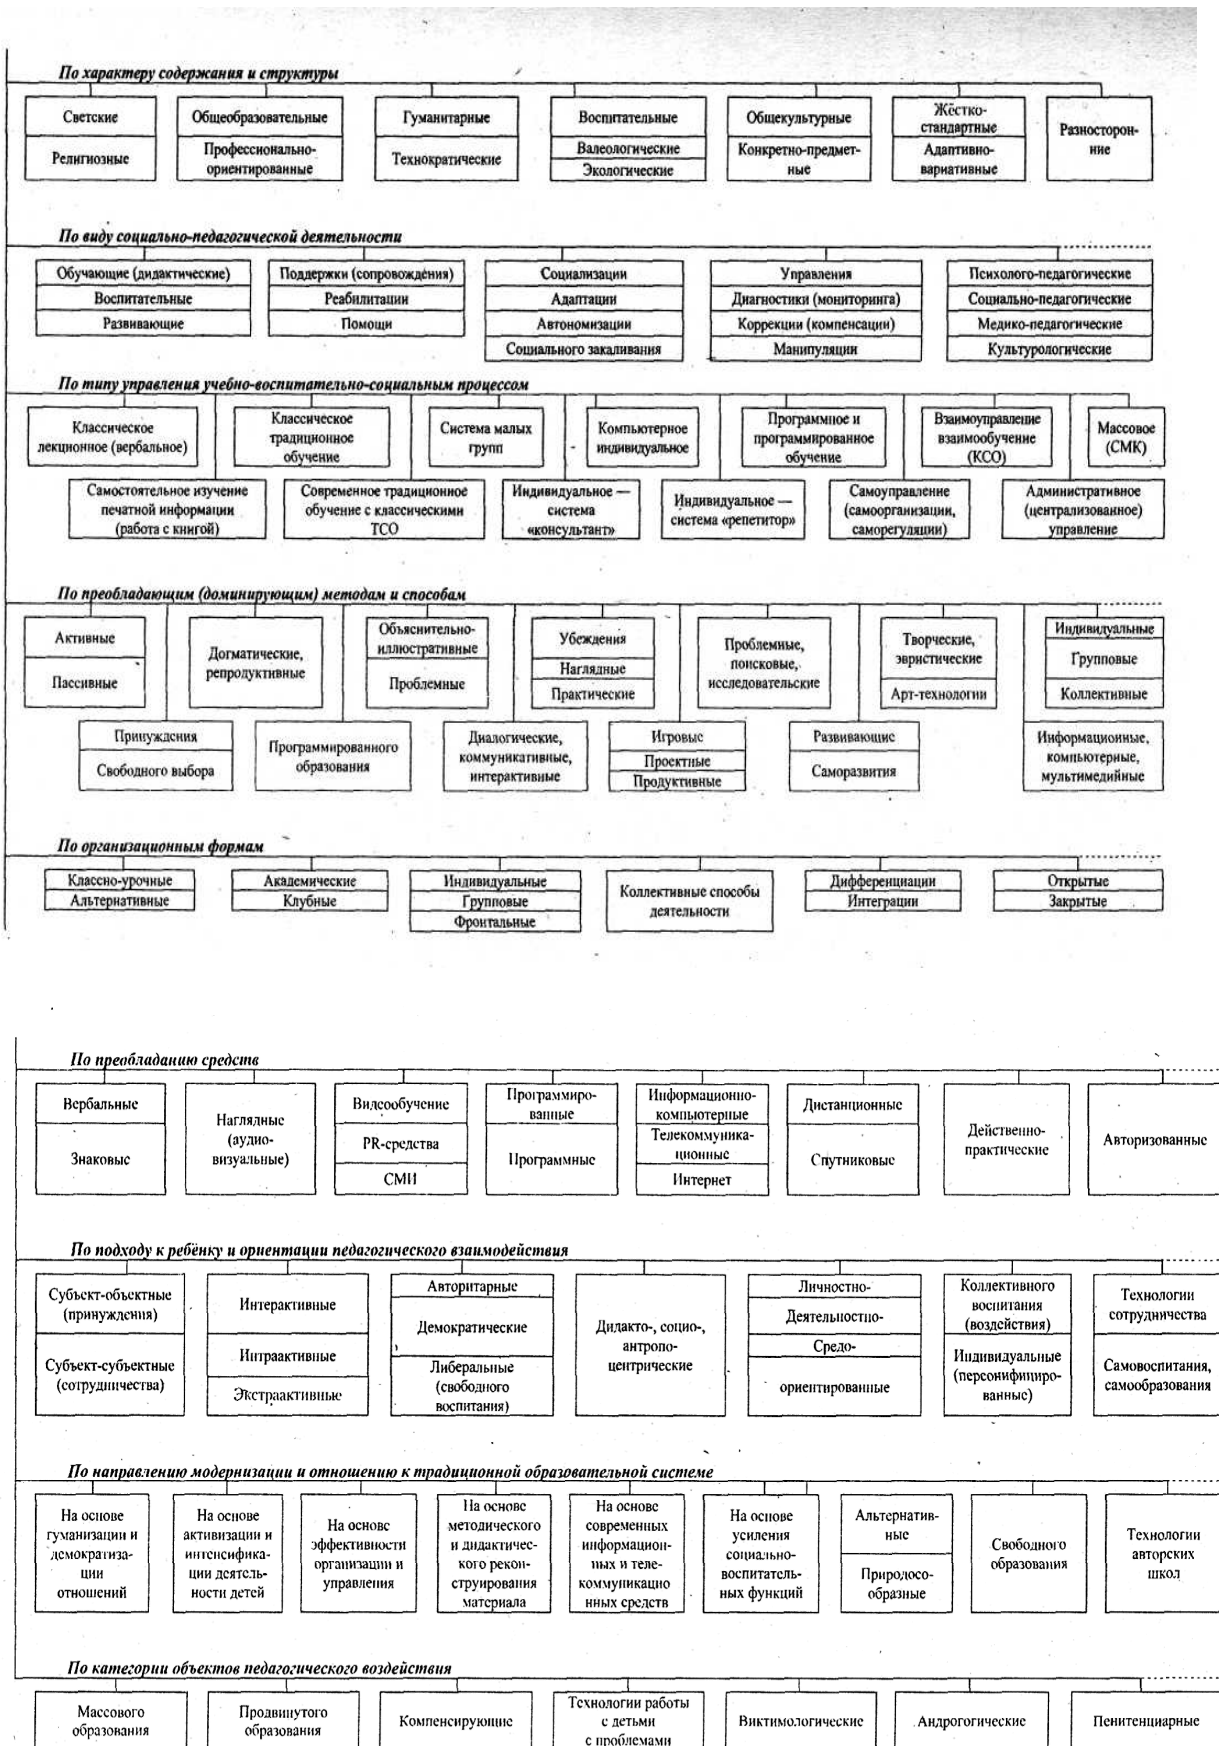 По характеру содержания и структуры
Светские
Религиозные
Общеобразовательные
Профессионально-
ориентированные
Гуманитарные
Технократические
Воспитательные
Валеологические
Экологические
Общекультурные
Конкретно-предмет-
ные
Жёстко-
стандартные
Адаптивно-
вариативные
Разносторон-
ние
По виду социально-педагогической деятельности
Обучающие (дидактические)
Воспитательные
Развивающие
Поддержки (сопровождения)
Реабилитации
Помощи
Социализации
Адаптации
Автономизации
Социального закаливания
Управления
Диагностики (мониторинга)
Коррекции (компенсации)
Манипуляции
Психолого-педагогические
Социально-педагогические
Медико-педагогические
Культурологические
По типу управления учебно-воспитательно-социальным процессом
Классическое
лекционное (вербальное)
Классическое
традиционное
обучение
Система малых
групп
Компьютерное
индивидуальное
Программное и
программированное
обучение
Взаимоуправление
взаимообучение
(КСО)
Массовое
(СМК)
Самостоятельное изучение
печатной информации
(работа с книгой)
Современное традиционное
обучение с классическими
ТСО
Индивидуальное —
система
«консультант»
Индивидуальное —
система «репетитор»
Самоуправление
(самоорганизации,
саморегуляции)
Административное
(централизованное)
управление
По преобладающим (доминирующим) методам и способам
Активные
Пассивные
Догматические,
репродуктивные
Объяснительно-
иллюстративные
Проблемные
Убеждения
Наглядные
Практические
Проблемные,
поисковые,
исследовательские
Творческие,
эвристические
Арт-технологии
Индивидуальные
Групповые
Коллективные
Принуждения
Свободного выбора
Программированного
образования
Диалогические,
коммуникативные,
интерактивные
Игровые
Проектные
Продуктивные
Развивающие
Саморазвития
Информационные,
компьютерные,
мультимедийные
По организационным формам
Классно-урочные
Альтернативные
Академические
Клубные
Индивидуальные
Групповые
Фронтальные
Коллективные способы
деятельности
Дифференциации
Интеграции
Открытые
Закрытые
По преобладанию средств
Вербальные
Знаковые
Наглядные
(аудио-
визуальные)
Видеообучение
PR-средства
СМИ
Программиро-
ванные
Программные
Информационно-
компьютерные
Телекоммуника-
ционные
Интернет
Дистанционные
Спутниковые
Действенно-
практические
Авторизованные
По подходу к ребёнку и ориентации педагогического взаимодействия
Субъект-объектные
(принуждения)
Субъект-субъектные
(сотрудничества)
Интерактивные
Интраактивные
Экстраактивные
Авторитарные
Демократические
Либеральные
(свободного
воспитания)
Дидакто-, социо-,
антропо-
центрические
Личностно-
Деятельностно-
Средо-
ориентированные
Коллективного
воспитания
(воздействия)
Индивидуальные
(персонифициро-
ванные)
Технологии
сотрудничества
Самовоспитания,
самообразования
По направлению модернизации и отношению к традиционной образовательной системе
На основе
гуманизации и
демократиза-
ции
отношений
На основе
активизации и
интенсифика-
ции деятель-
ности детей
На основе
эффективности
организации и
управления
На основе
методического
и дидактичес-
кого рекон-
струирования
материала
На основе
современных
информацион-
ных и теле-
коммуникацио
нных средств
На основе
усиления
социально-
воспитатель-
ных функций
Альтернатив-
ные
Природосо-
образные
Свободного
образования
Технологии
авторских
школ
По категории объектов педагогического воздействия
Массового
образования
Продвинутого
образования
Компенсирующие
Технологии работы
с детьми
с проблемами
Виктимологические
Андрогогические
Пенитенциарные